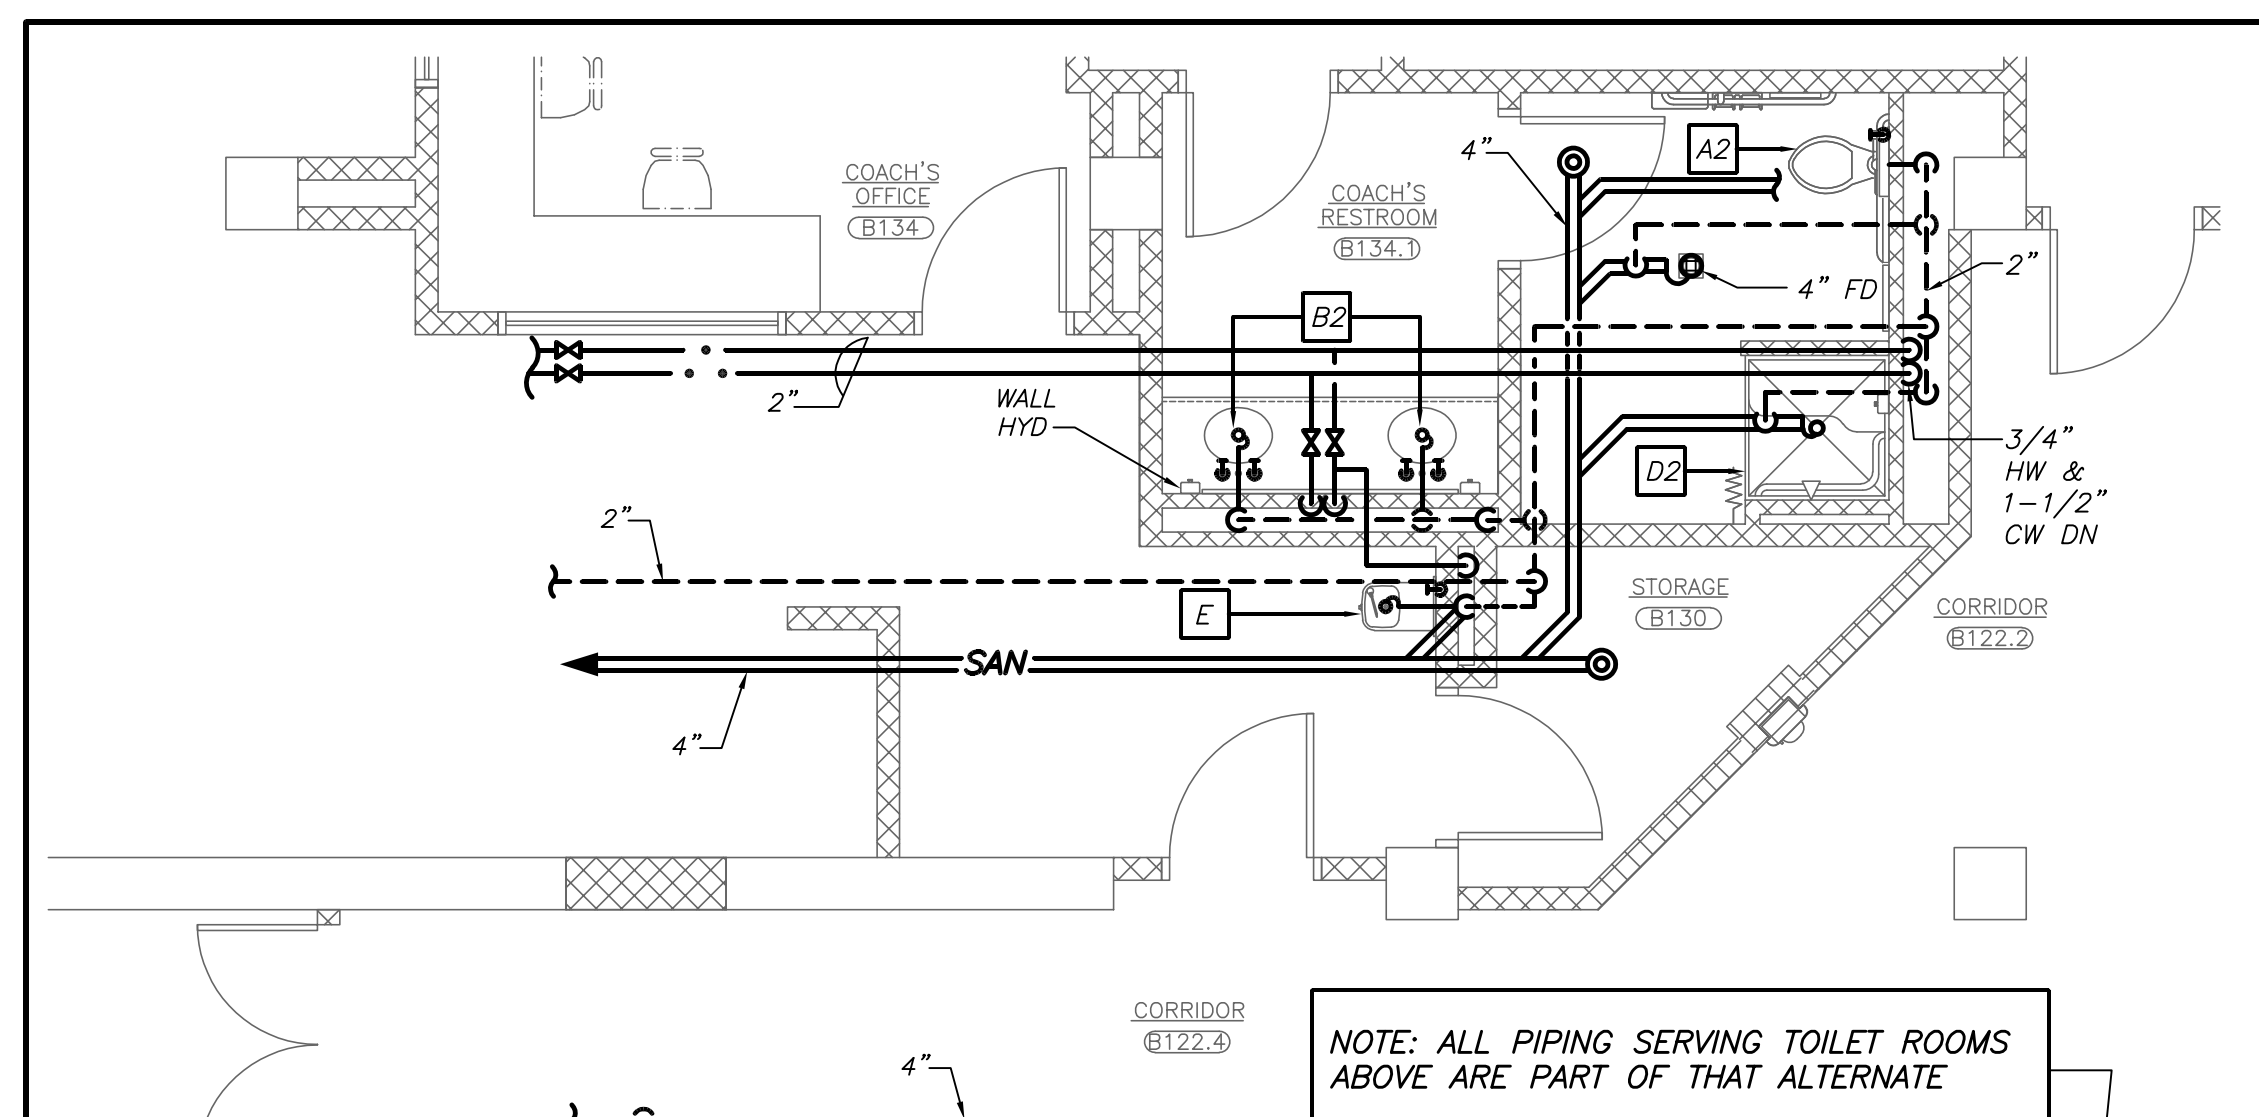 COACH'S
OFFICE
B134
COACH'S
RESTROOM
B134.1
4"
A2
2"
4" FD
B2
2"
WALL
HYD
D2
3/4"
HW &
1-1/2"
CW DN
2"
E
STORAGE
B130
CORRIDOR
B122.2
SAN
4"
CORRIDOR
B122.4
4"
NOTE: ALL PIPING SERVING TOILET ROOMS
ABOVE ARE PART OF THAT ALTERNATE